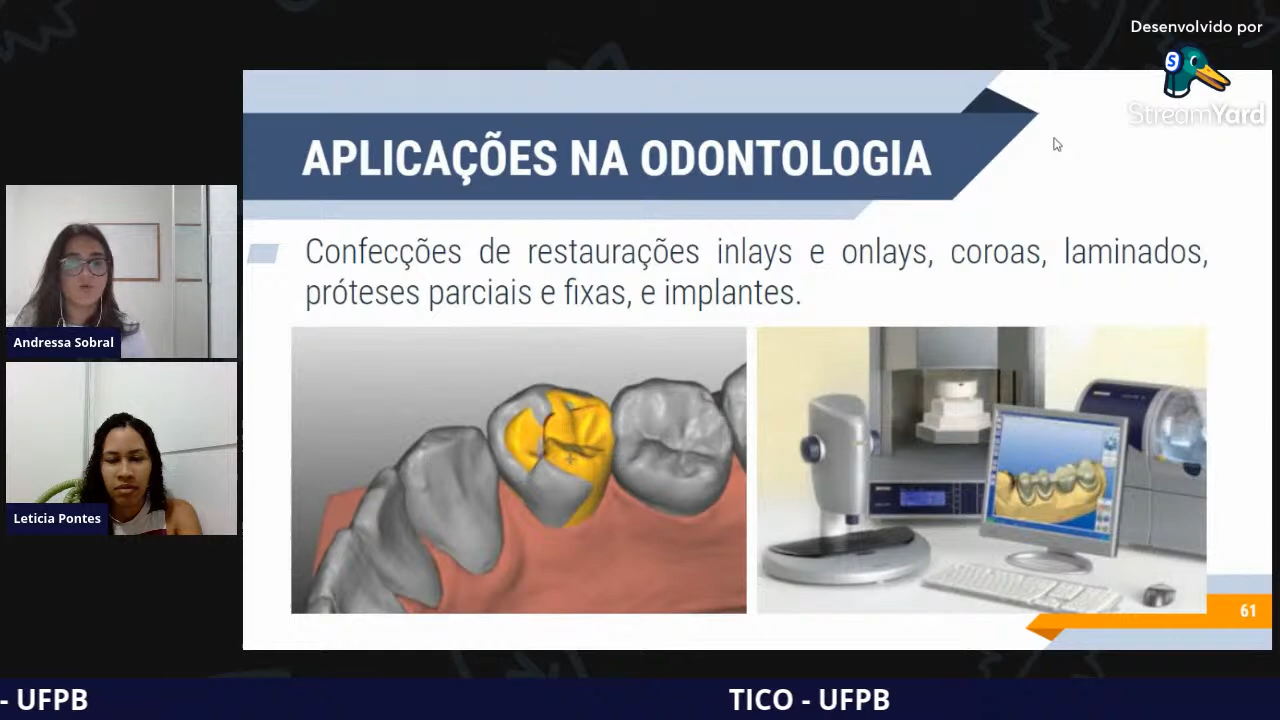 Desenvolvido por
S
StreamYard
APLICAÇÕES NA ODONTOLOGIA
Confecções de restaurações inlays e onlays, coroas, laminados,
próteses parciais e fixas, e implantes.
Andressa Sobral
Leticia Pontes
61
- UFPB
TICO - UFPB